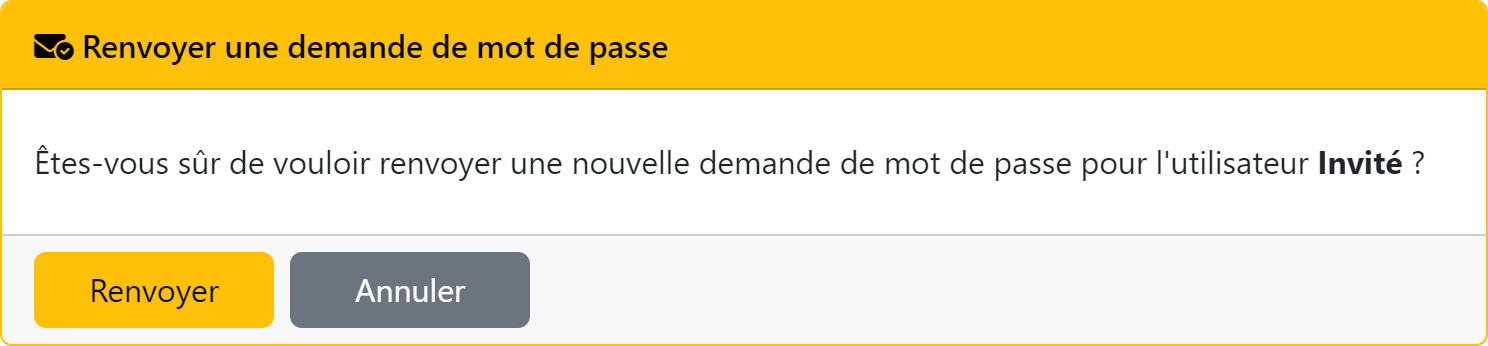 Renvoyer une demande de mot de passe
Êtes-vous sûr de vouloir renvoyer une nouvelle demande de mot de passe pour l'utilisateur Invité ?
Renvoyer
Annuler